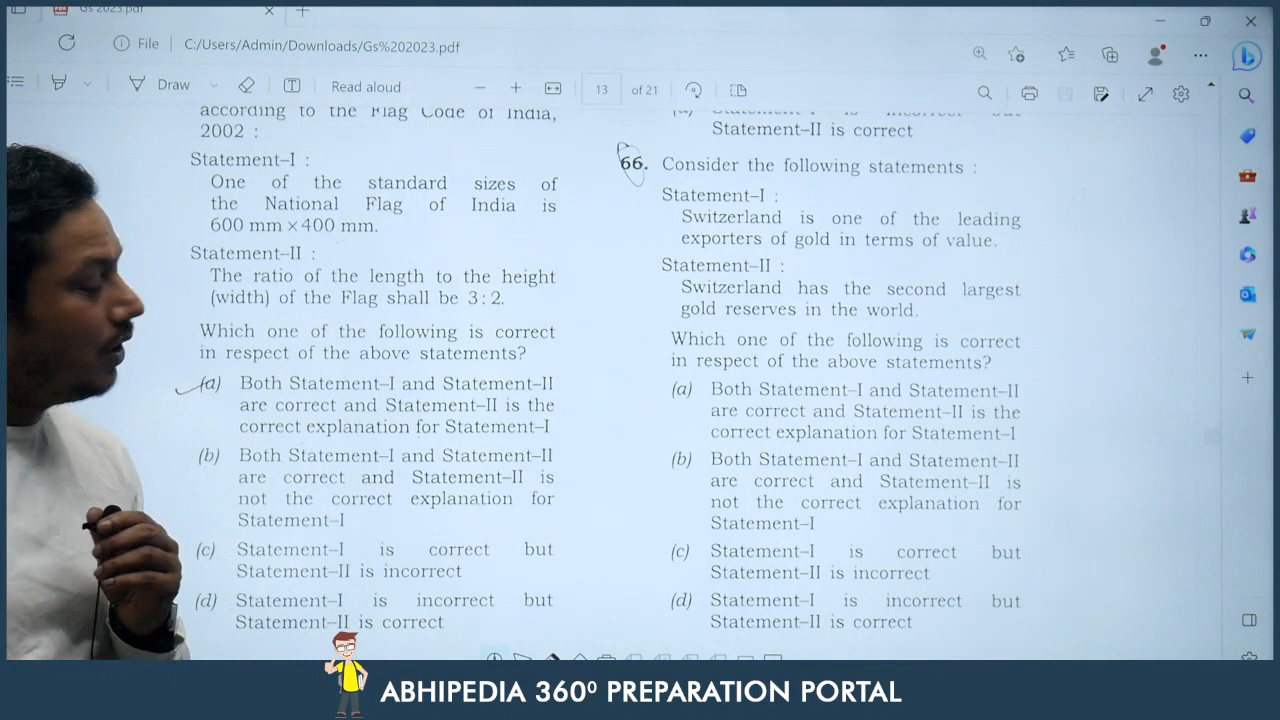 Gs 2023.pdf
File
C:/Users/Admin/Downloads/Gs%202023.pdf
Draw
Read aloud
13
of 21
according to the Flag Code of India,
2002 :
Statement–I :
One of the standard sizes of
the National Flag of India is
600 mm × 400 mm.
Statement–II :
The ratio of the length to the height
(width) of the Flag shall be 3 : 2.
Which one of the following is correct
in respect of the above statements?
(a) Both Statement–I and Statement–II
are correct and Statement–II is the
correct explanation for Statement–I
(b) Both Statement–I and Statement–II
are correct and Statement–II is
not the correct explanation for
Statement–I
(c) Statement–I is correct but
Statement–II is incorrect
(d) Statement–I is incorrect but
Statement–II is correct
(d) Statement–I is incorrect but
Statement–II is correct
66. Consider the following statements :
Statement–I :
Switzerland is one of the leading
exporters of gold in terms of value.
Statement–II :
Switzerland has the second largest
gold reserves in the world.
Which one of the following is correct
in respect of the above statements?
(a) Both Statement–I and Statement–II
are correct and Statement–II is the
correct explanation for Statement–I
(b) Both Statement–I and Statement–II
are correct and Statement–II is
not the correct explanation for
Statement–I
(c) Statement–I is correct but
Statement–II is incorrect
(d) Statement–I is incorrect but
Statement–II is correct
ABHIPEDIA 360⁰ PREPARATION PORTAL